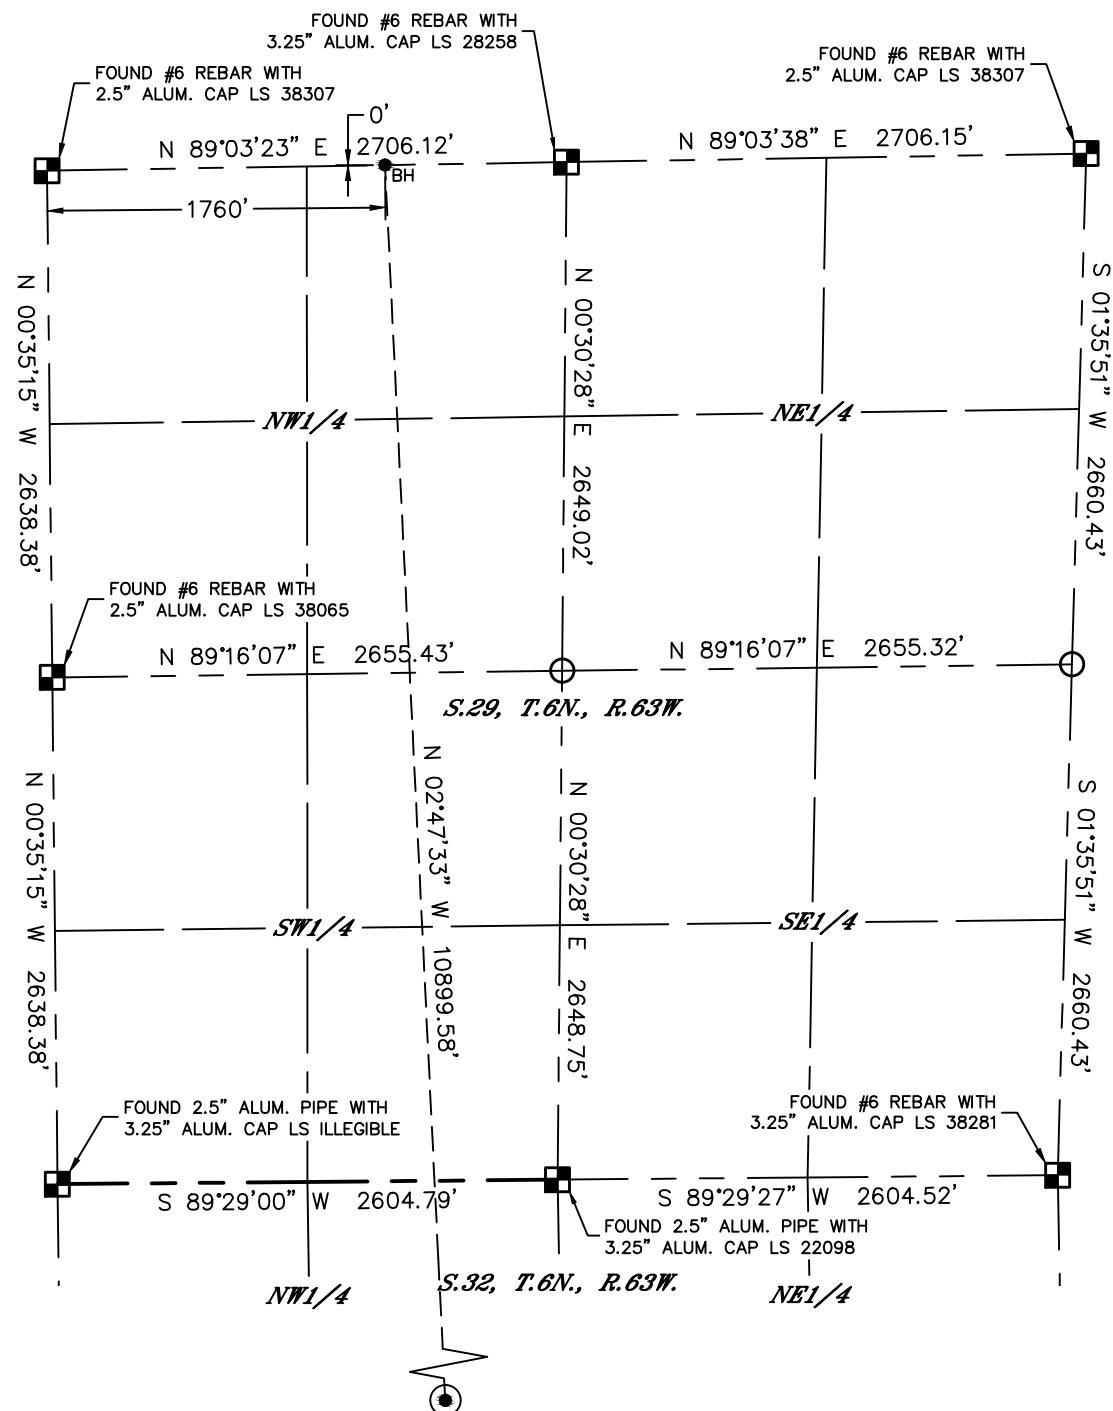 FOUND #6 REBAR WITH
3.25" ALUM. CAP LS 28258
FOUND #6 REBAR WITH
2.5" ALUM. CAP LS 38307
FOUND #6 REBAR WITH
2.5" ALUM. CAP LS 38307
0'
N 89°03'23" E 2706.12'
N 89°03'38" E 2706.15'
BH
1760'
N 00°35'15" W 2638.38'
N 00°30'28" E 2649.02'
S 01°35'51" W 2660.43'
NW1/4
NE1/4
FOUND #6 REBAR WITH
2.5" ALUM. CAP LS 38065
N 89°16'07" E 2655.43'
N 89°16'07" E 2655.32'
S.29, T.6N., R.63W.
N 00°35'15" W 2638.38'
N 02°47'33" W 10899.58'
N 00°30'28" E 2648.75'
S 01°35'51" W 2660.43'
SW1/4
SE1/4
FOUND 2.5" ALUM. PIPE WITH
3.25" ALUM. CAP LS ILLEGIBLE
FOUND #6 REBAR WITH
3.25" ALUM. CAP LS 38281
S 89°29'00" W 2604.79'
S 89°29'27" W 2604.52'
FOUND 2.5" ALUM. PIPE WITH
3.25" ALUM. CAP LS 22098
S.32, T.6N., R.63W.
NW1/4
NE1/4